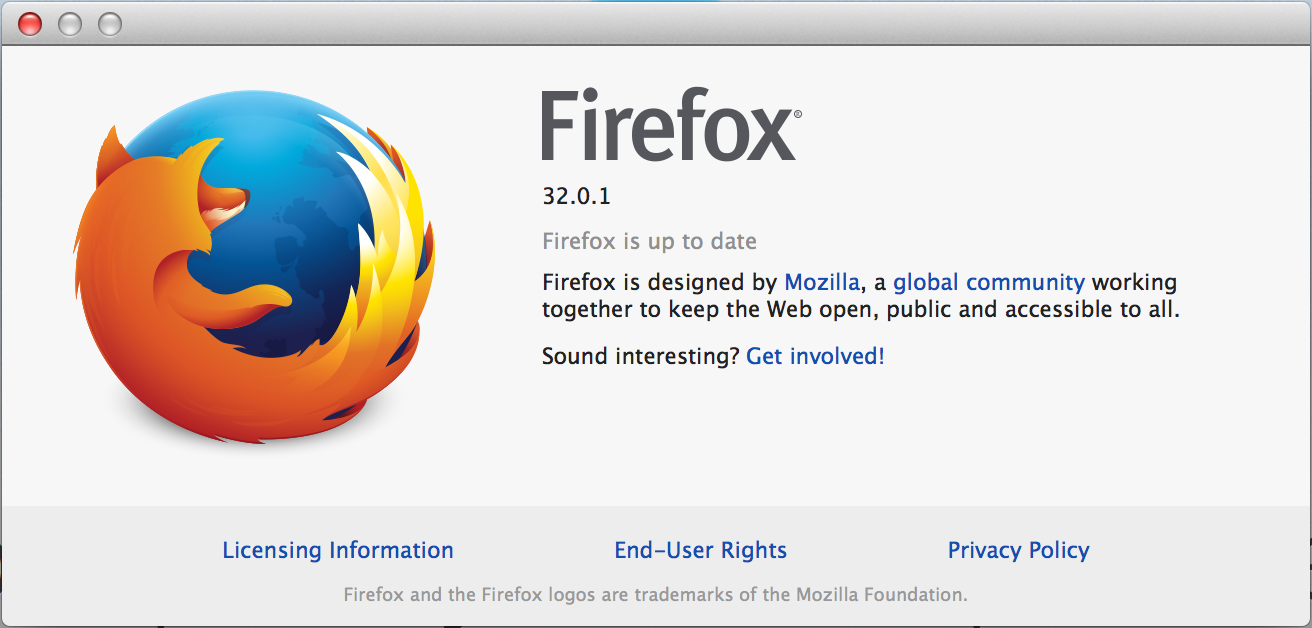 Firefox®
32.0.1
Firefox is up to date
Firefox is designed by Mozilla, a global community working
together to keep the Web open, public and accessible to all.
Sound interesting? Get involved!
Licensing Information End-User Rights Privacy Policy
Firefox and the Firefox logos are trademarks of the Mozilla Foundation.